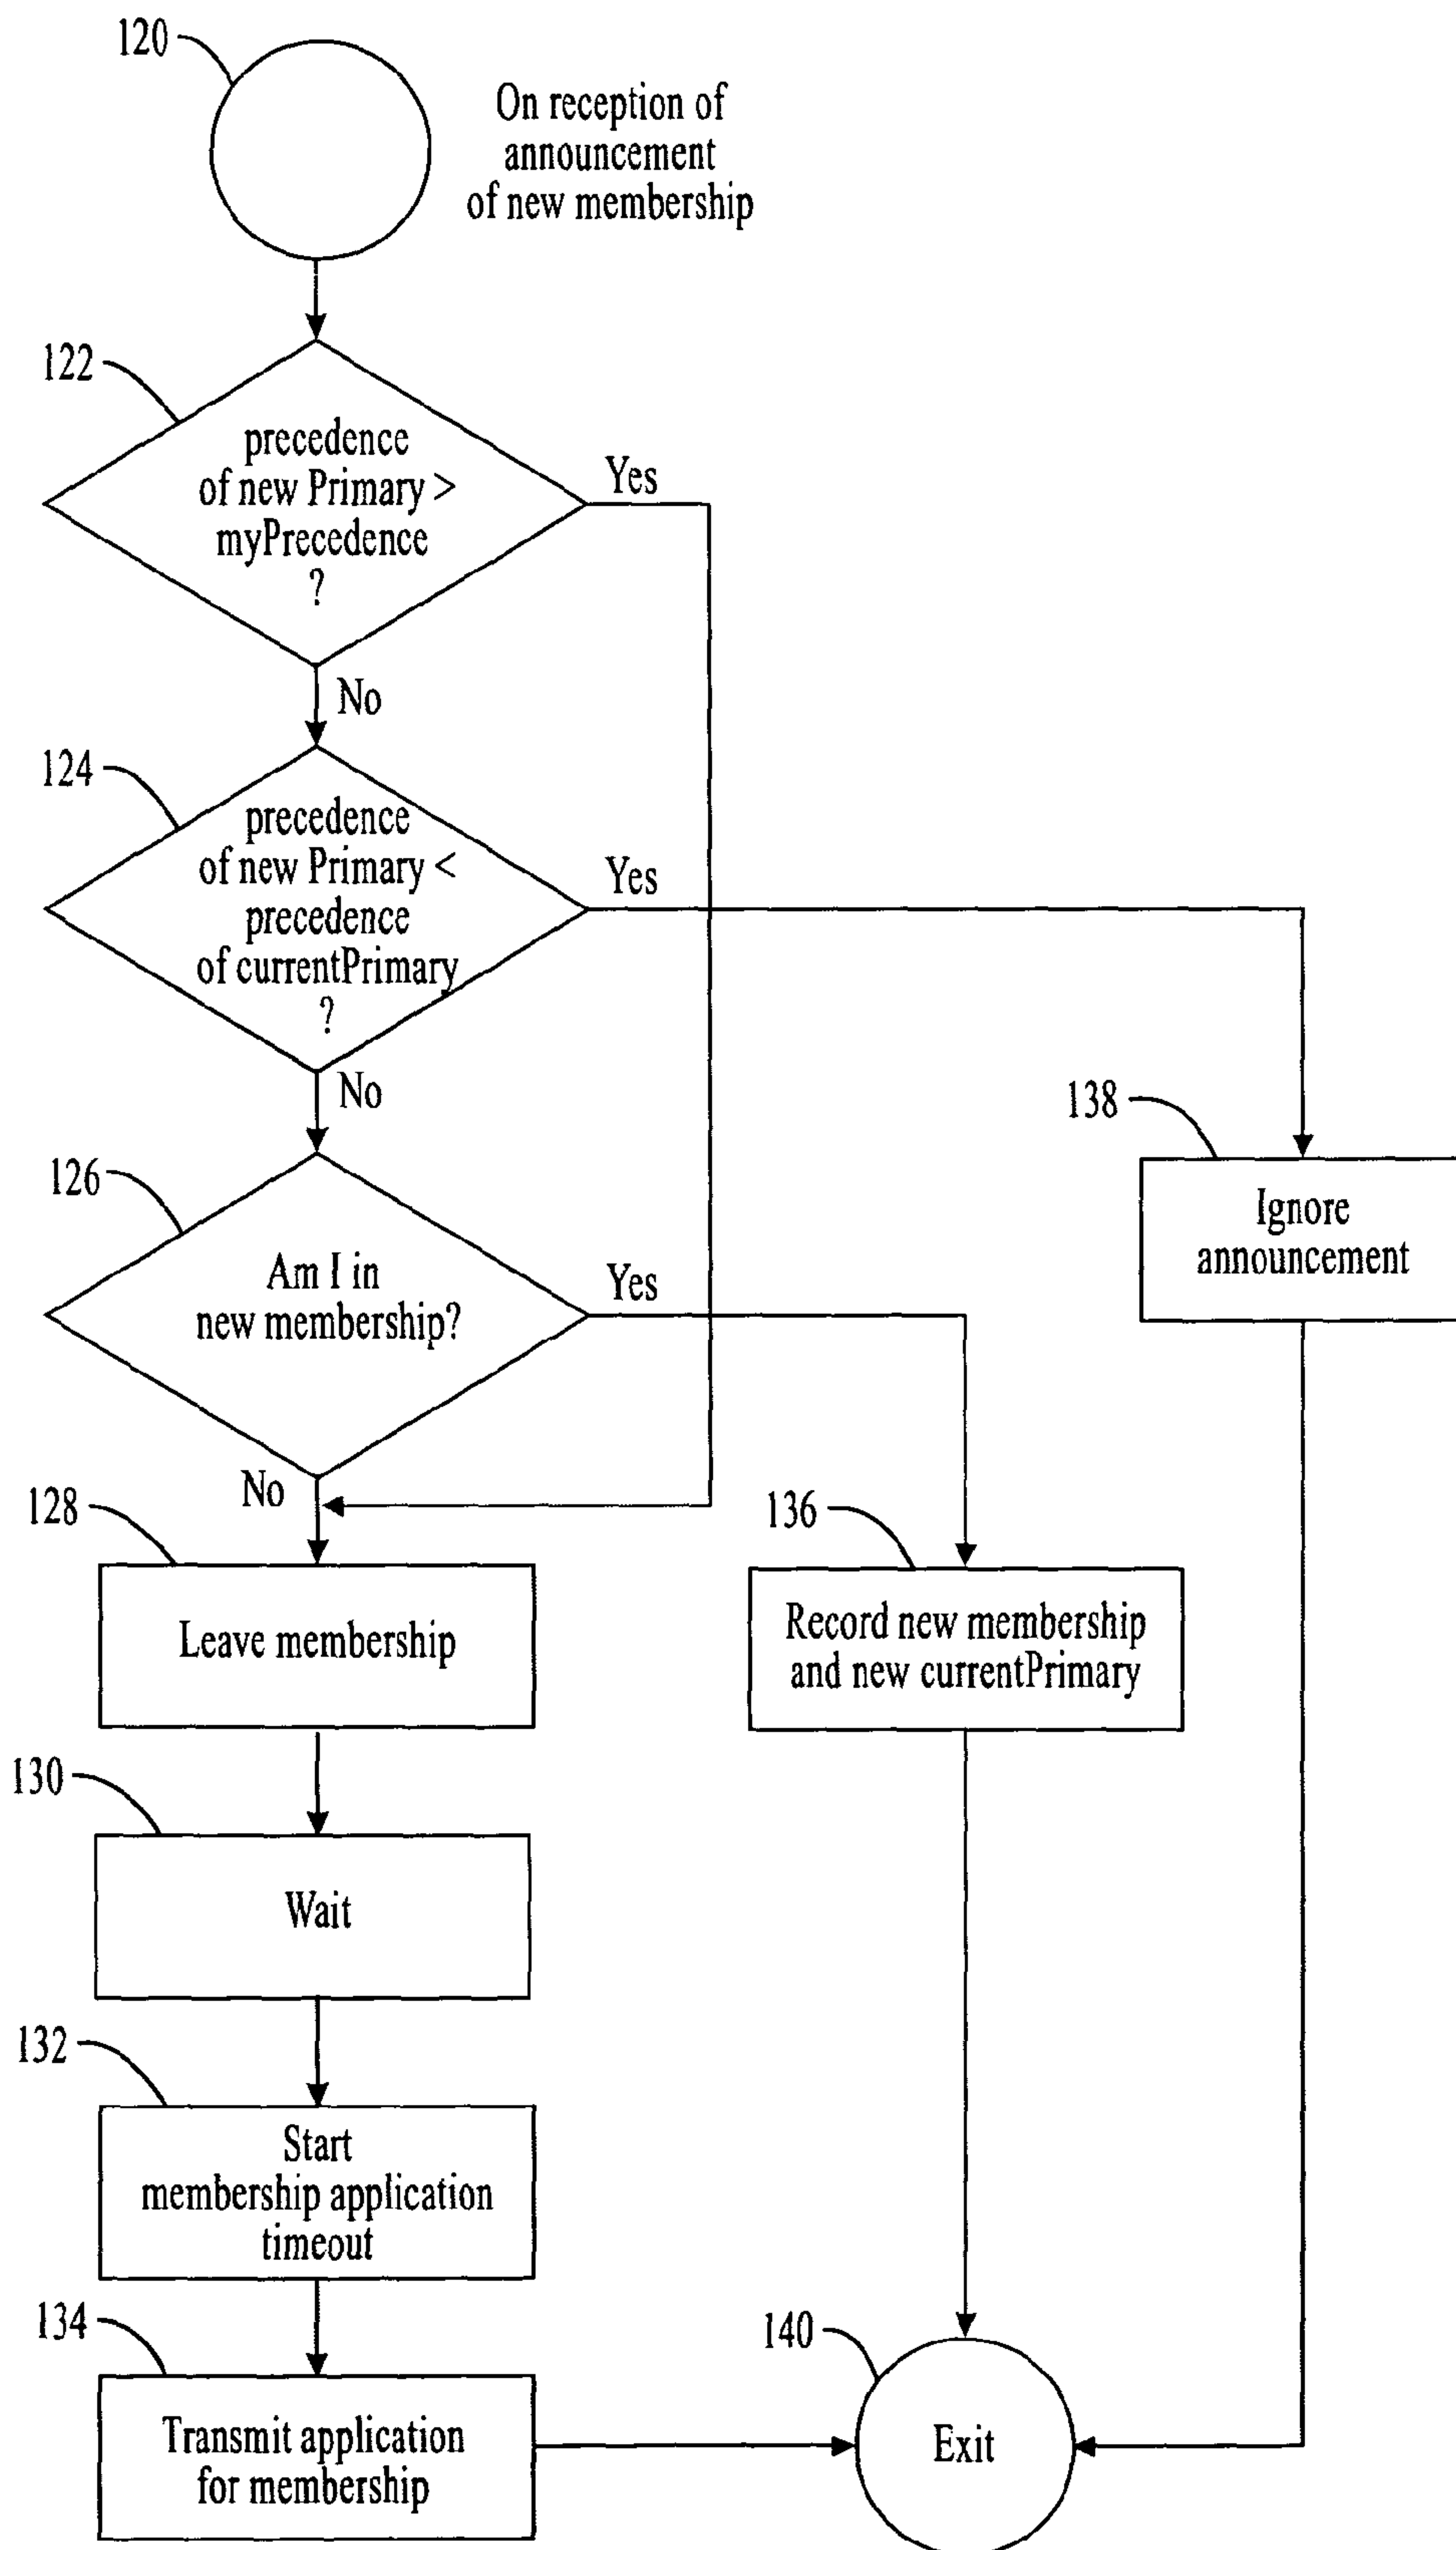 120
On reception of
announcement
of new membership
122
precedence
of new Primary >
myPrecedence
?
Yes
No
124
precedence
of new Primary <
precedence
of currentPrimary
?
Yes
No
138
Ignore
announcement
126
Am I in
new membership?
Yes
No
128
Leave membership
136
Record new membership
and new currentPrimary
130
Wait
132
Start
membership application
timeout
134
Transmit application
for membership
140
Exit